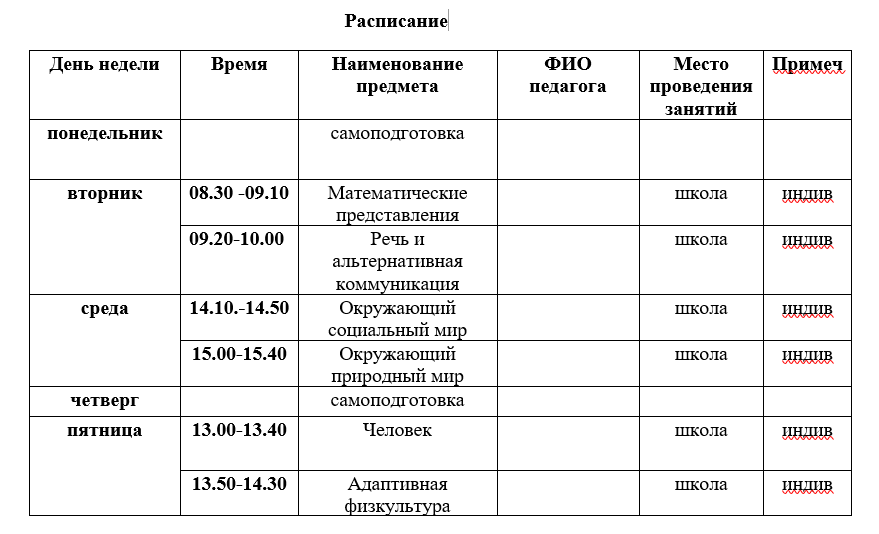 Расписание
День недели Время Наименование ФИО Место Примеч
предмета педагога проведения
занятий
понедельник самоподготовка
вторник 08.30 -09.10 Математические школа индив
представления
09.20-10.00 Речь и школа индив
альтернативная
коммуникация
среда 14.10.-14.50 Окружающий школа индив
социальный мир
15.00-15.40 Окружающий школа индив
природный мир
четверг самоподготовка
пятница 13.00-13.40 Человек школа индив
13.50-14.30 Адаптивная школа индив
физкультура